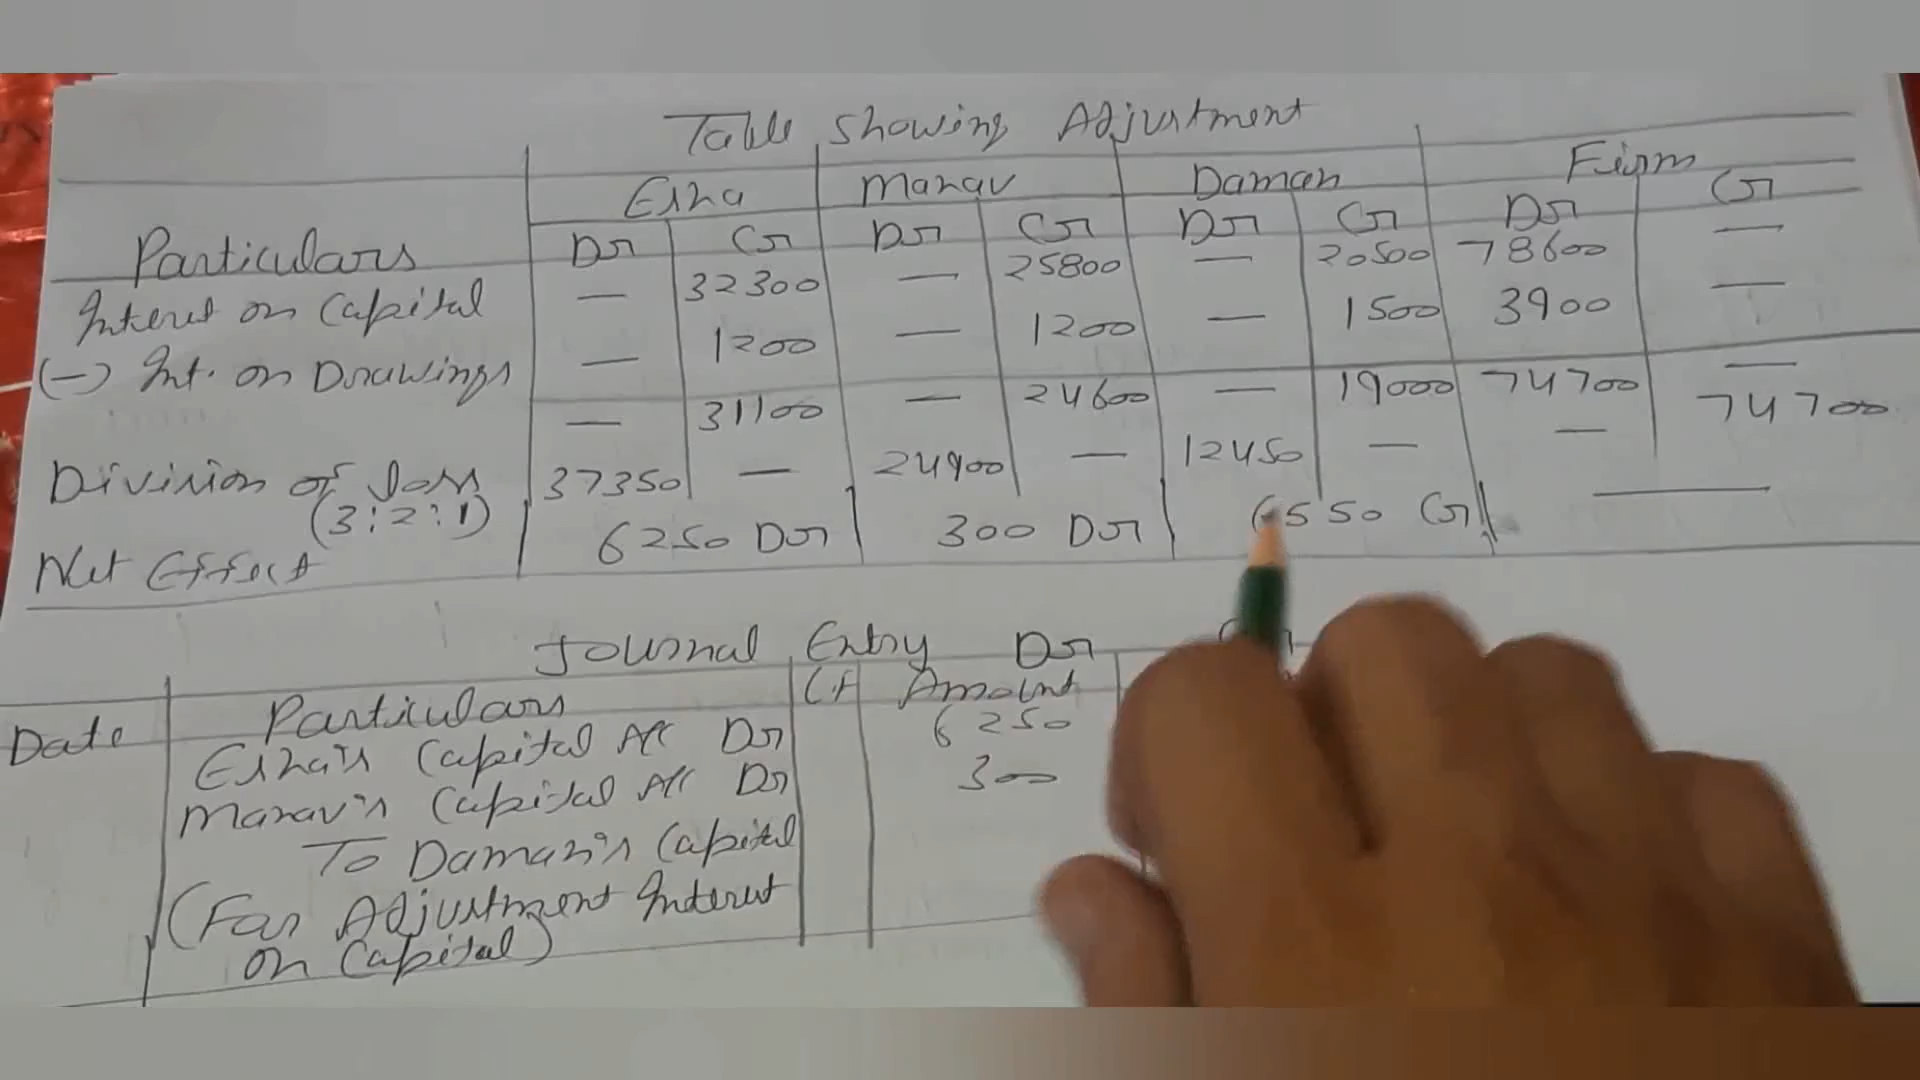 Table Showing Adjustment
Esha Manav Daman Firm
Particulars Dr Cr Dr Cr Dr Cr Dr Cr
Interest on Capital — 32300 — 25800 — 20500 78600 —
(-) Int. on Drawings — 1200 — 1200 — 1500 3900 —
— 31100 — 24600 — 19000 74700 —
Division of loss 37350 — 24900 — 12450 — — 74700
(3:2:1)
Net Effect 6250 Dr 300 Dr 6550 Cr —
Journal Entry Dr
Date Particulars L.F Amount
Esha's Capital A/c Dr 6250
Manav's Capital A/c Dr 300
To Daman's Capital
(For Adjustment Interest
on Capital)